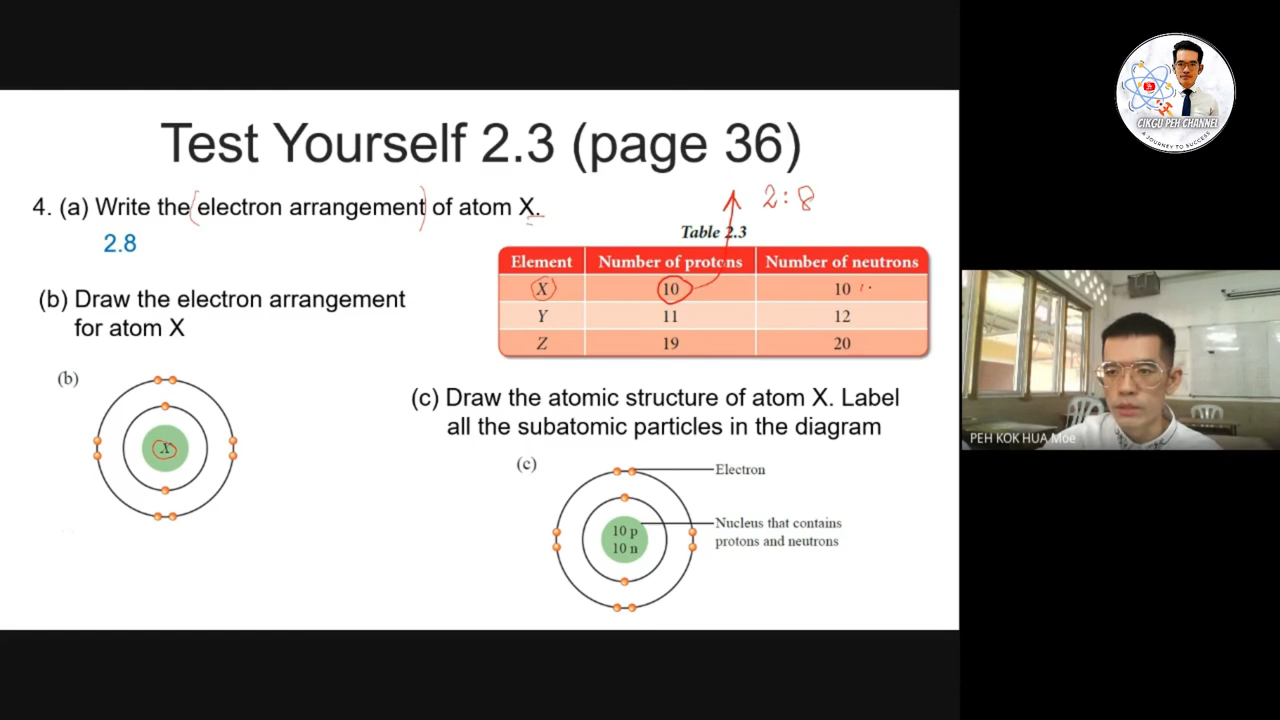 Test Yourself 2.3 (page 36)
4. (a) Write the electron arrangement of atom X.
2.8
2:8
Table 2.3
Element Number of protons Number of neutrons
X 10 10
Y 11 12
Z 19 20
(b) Draw the electron arrangement
for atom X
(b)
X
(c) Draw the atomic structure of atom X. Label
all the subatomic particles in the diagram
(c)
Electron
10 p
10 n
Nucleus that contains
protons and neutrons
CIKGU PEH CHANNEL
A JOURNEY TO SUCCESS
PEH KOK HUA Moe